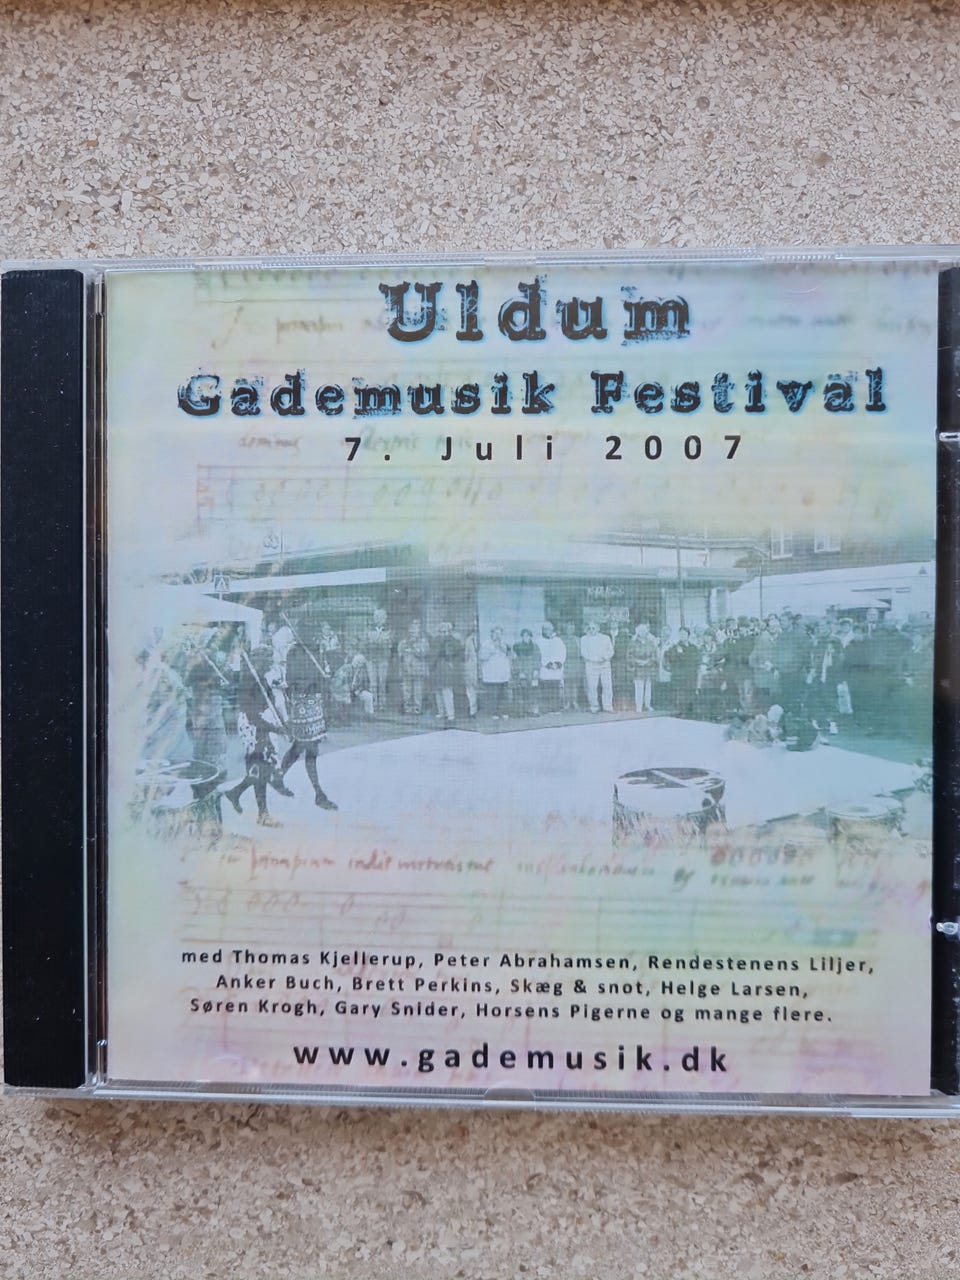 Uldum
Gademusik Festival
7. Juli 2007
med Thomas Kjellerup, Peter Abrahamsen, Rendestenens Liljer,
Anker Buch, Brett Perkins, Skæg & snot, Helge Larsen,
Søren Krogh, Gary Snider, Horsens Pigerne og mange flere.
www.gademusik.dk